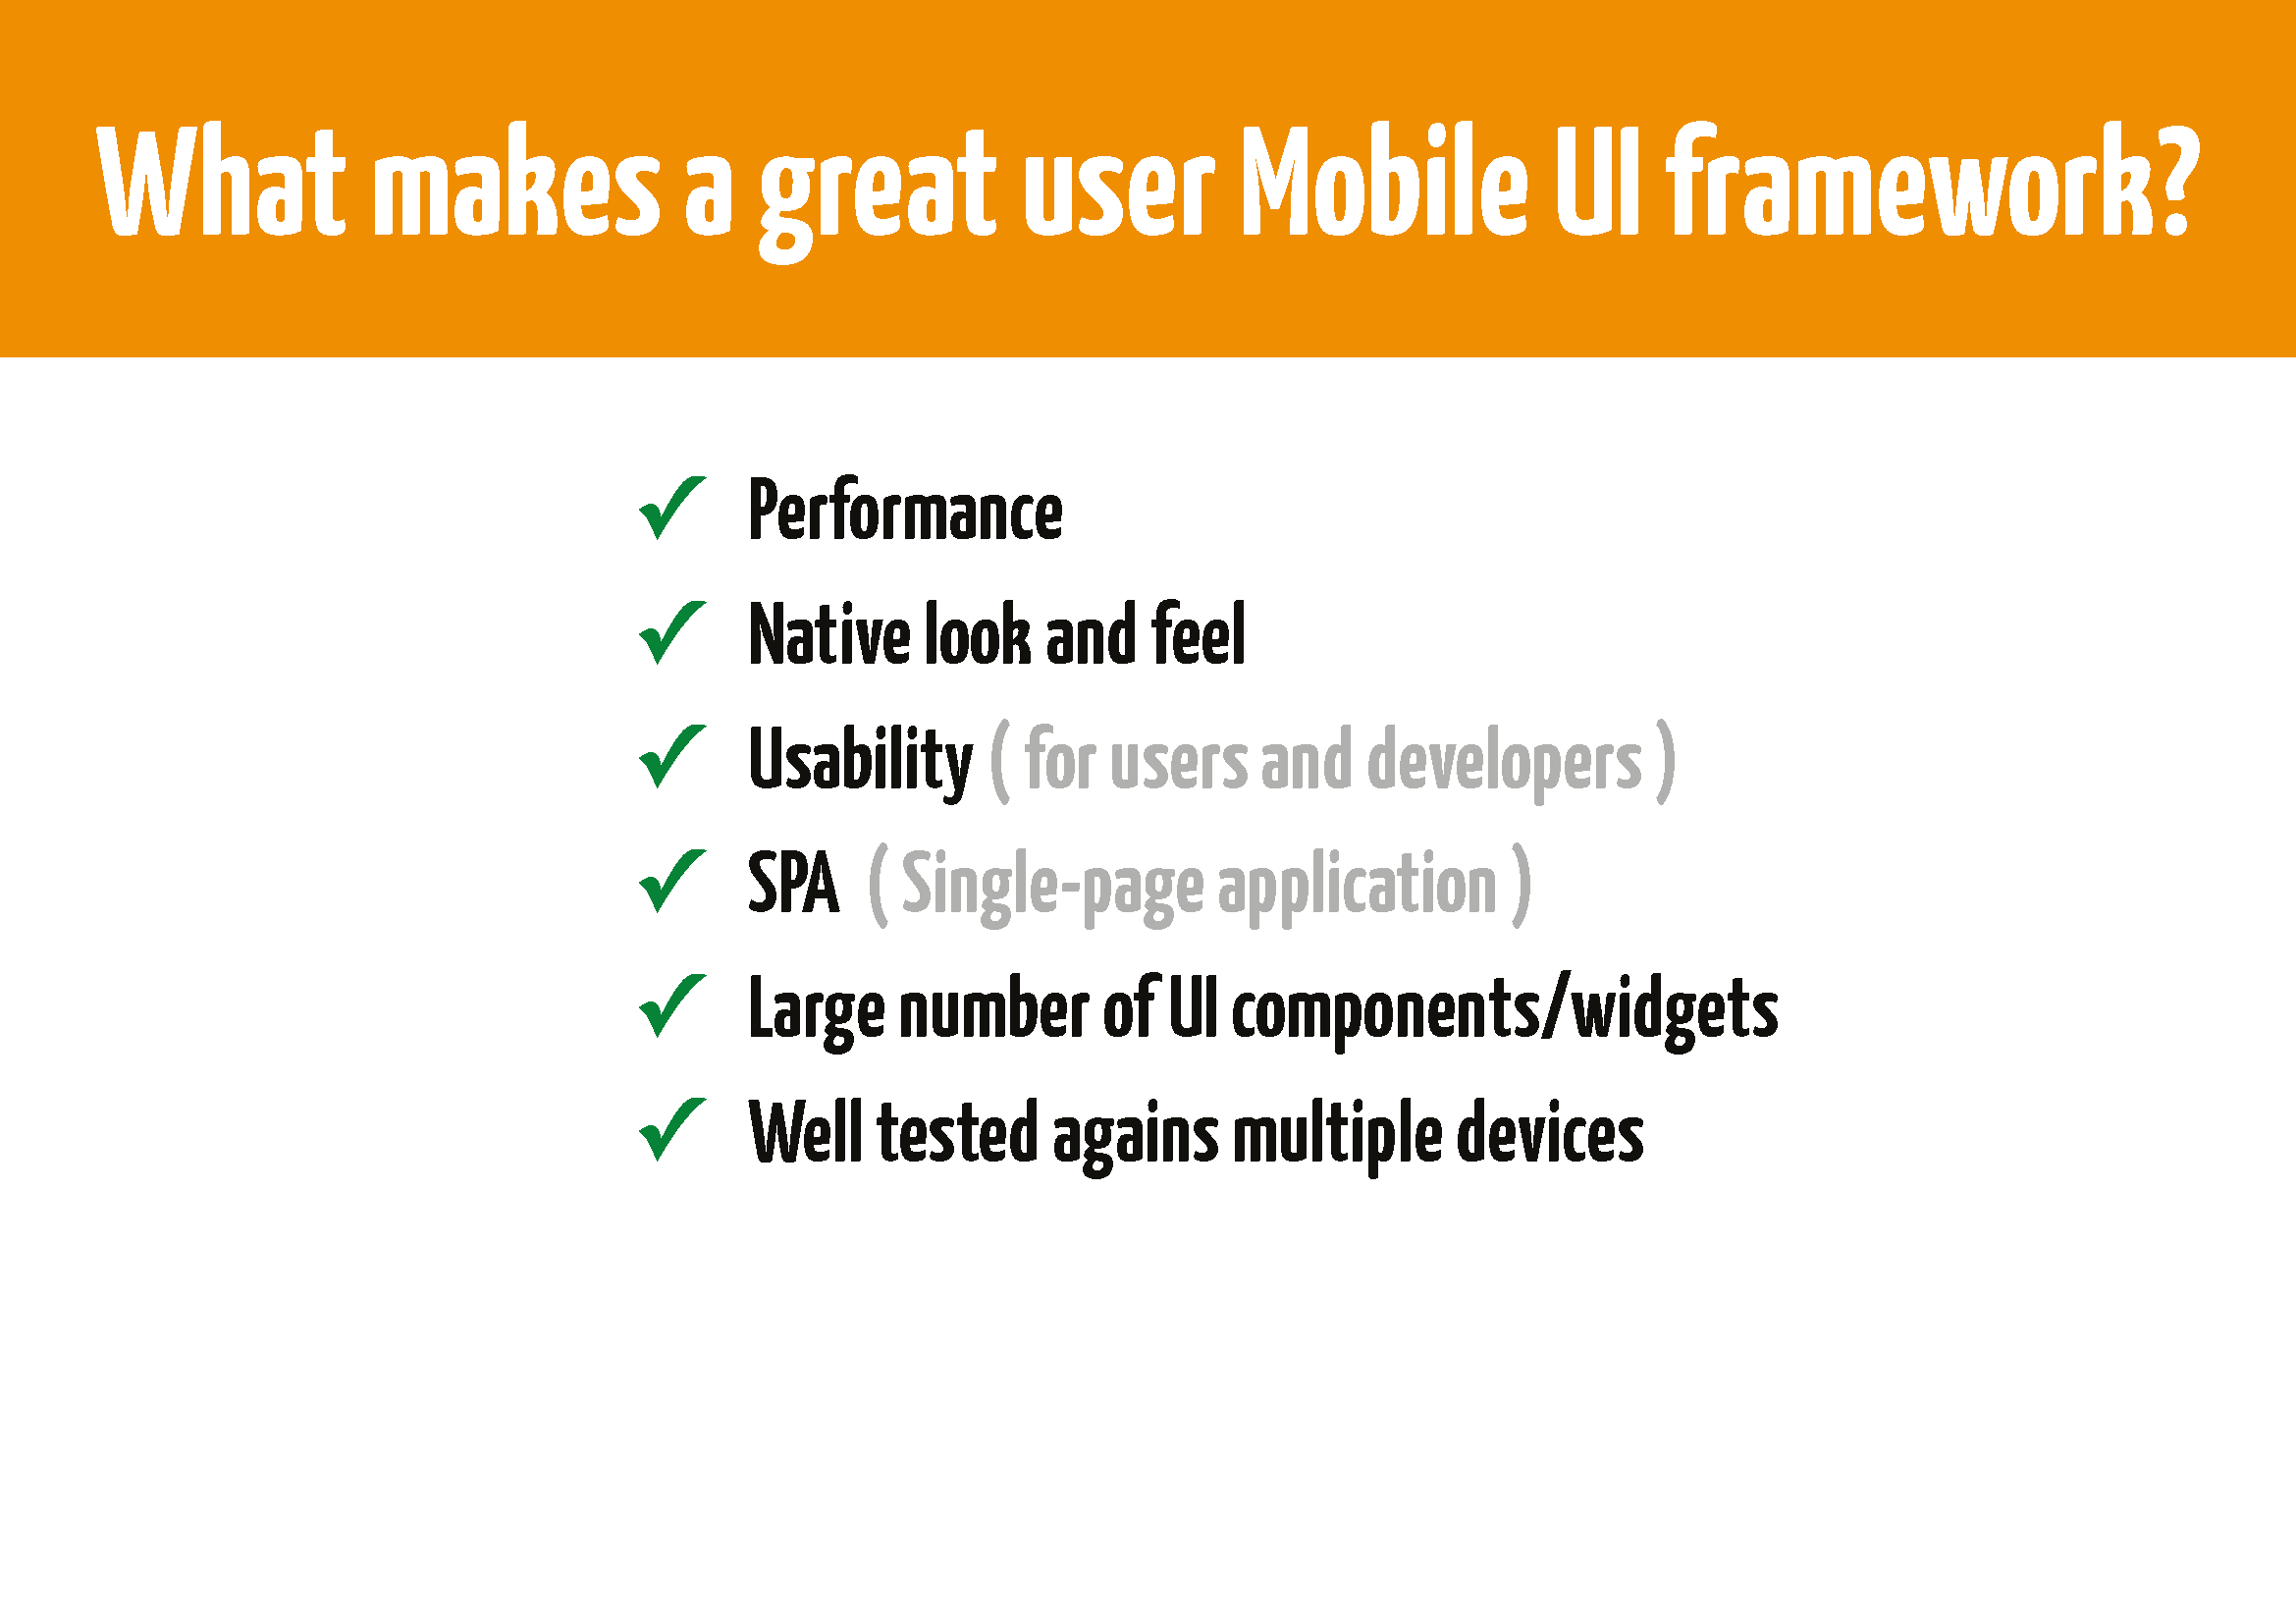 What makes a great user Mobile UI framework?
Performance
Native look and feel
Usability ( for users and developers )
SPA ( Single-page application )
Large number of UI components/widgets
Well tested agains multiple devices